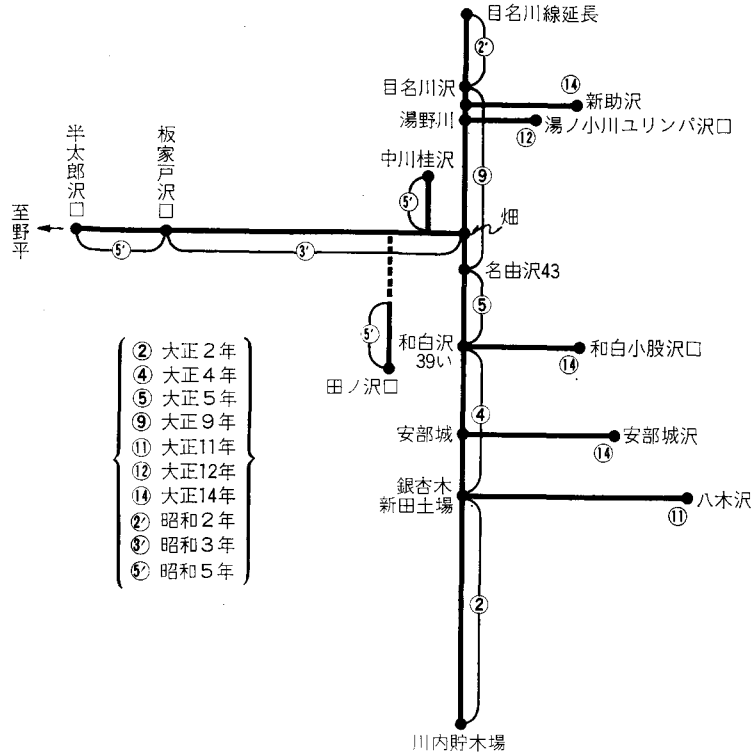 目名川線延長
2'
目名川沢
14
新助沢
湯野川
湯ノ小川ユリンパ沢口
12
中川桂沢
9
5'
半太郎沢口
板家戸沢口
至野平
畑
5'
3'
名由沢43
5
5'
和白沢
39い
和白小股沢口
14
田ノ沢口
② 大正2年
④ 大正4年
⑤ 大正5年
⑨ 大正9年
⑪ 大正11年
⑫ 大正12年
⑭ 大正14年
2' 昭和2年
3' 昭和3年
5' 昭和5年
4
安部城
安部城沢
14
銀杏木
新田土場
八木沢
11
2
川内貯木場